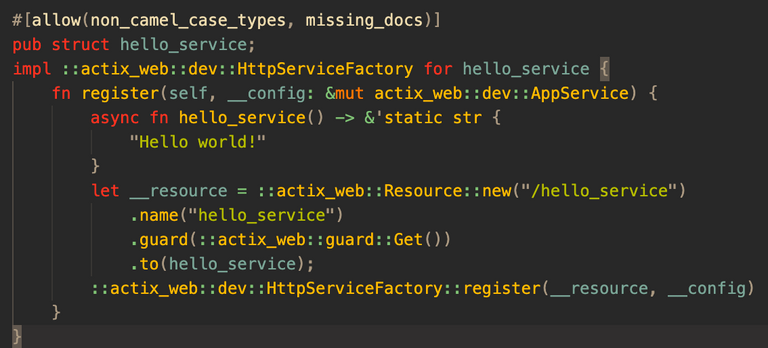 #[allow(non_camel_case_types, missing_docs)]
pub struct hello_service;
impl ::actix_web::dev::HttpServiceFactory for hello_service {
    fn register(self, __config: &mut actix_web::dev::AppService) {
        async fn hello_service() -> &'static str {
            "Hello world!"
        }
        let __resource = ::actix_web::Resource::new("/hello_service")
            .name("hello_service")
            .guard(::actix_web::guard::Get())
            .to(hello_service);
        ::actix_web::dev::HttpServiceFactory::register(__resource, __config)
    }
}